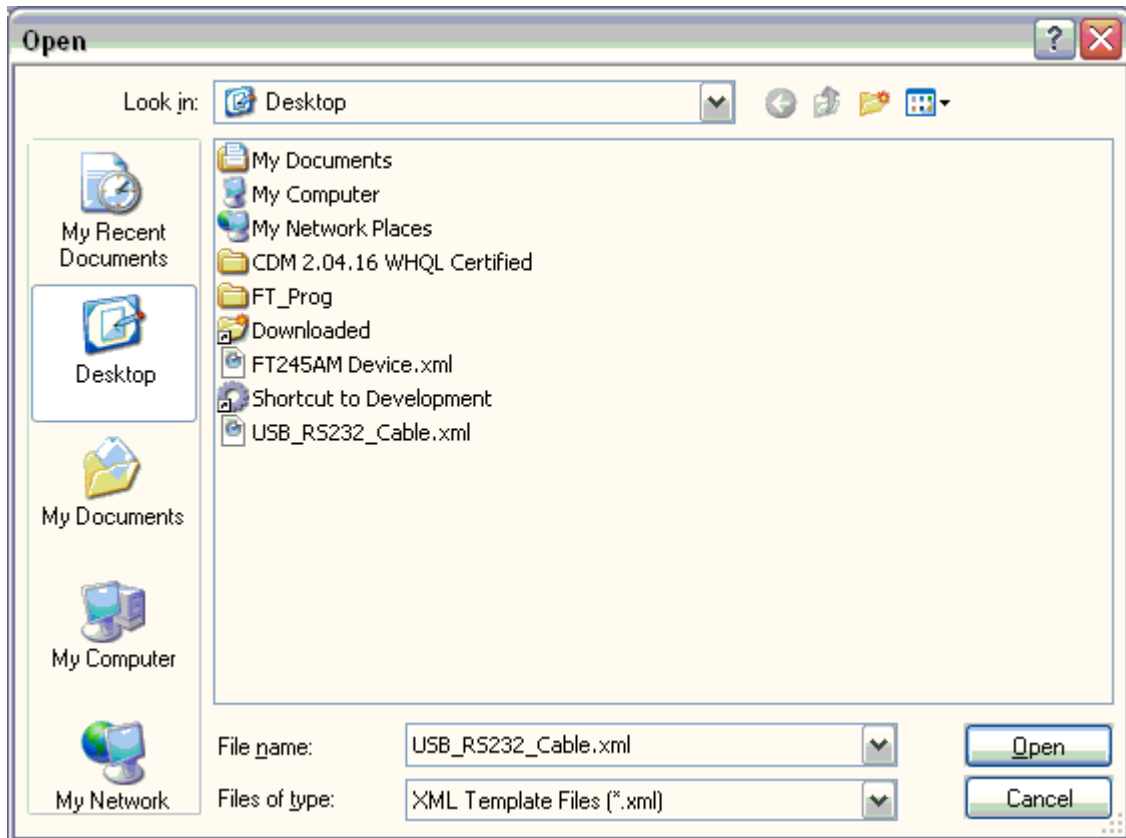 Open
Look in:
Desktop
My Recent
Documents
Desktop
My Documents
My Computer
My Network
My Documents
My Computer
My Network Places
CDM 2.04.16 WHQL Certified
FT_Prog
Downloaded
FT245AM Device.xml
Shortcut to Development
USB_RS232_Cable.xml
File name:
USB_RS232_Cable.xml
Open
Files of type:
XML Template Files (*.xml)
Cancel